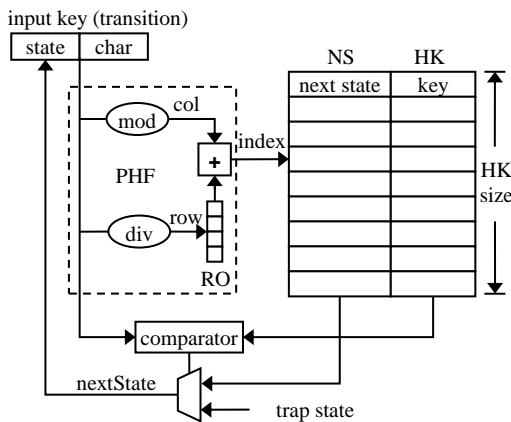 input key (transition)
state char
NS HK
next state key
mod col
+ index
PHF
HK
size
div row
RO
comparator
nextState
trap state